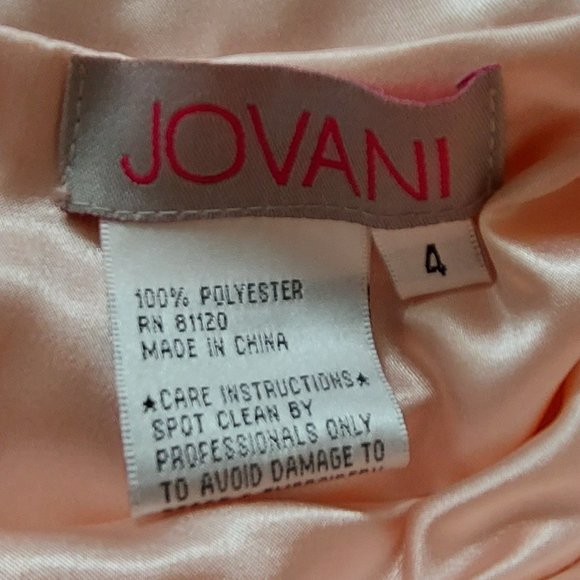 JOVANI
4
100% POLYESTER
RN 81120
MADE IN CHINA
★CARE INSTRUCTIONS★
SPOT CLEAN BY
PROFESSIONALS ONLY
TO AVOID DAMAGE TO